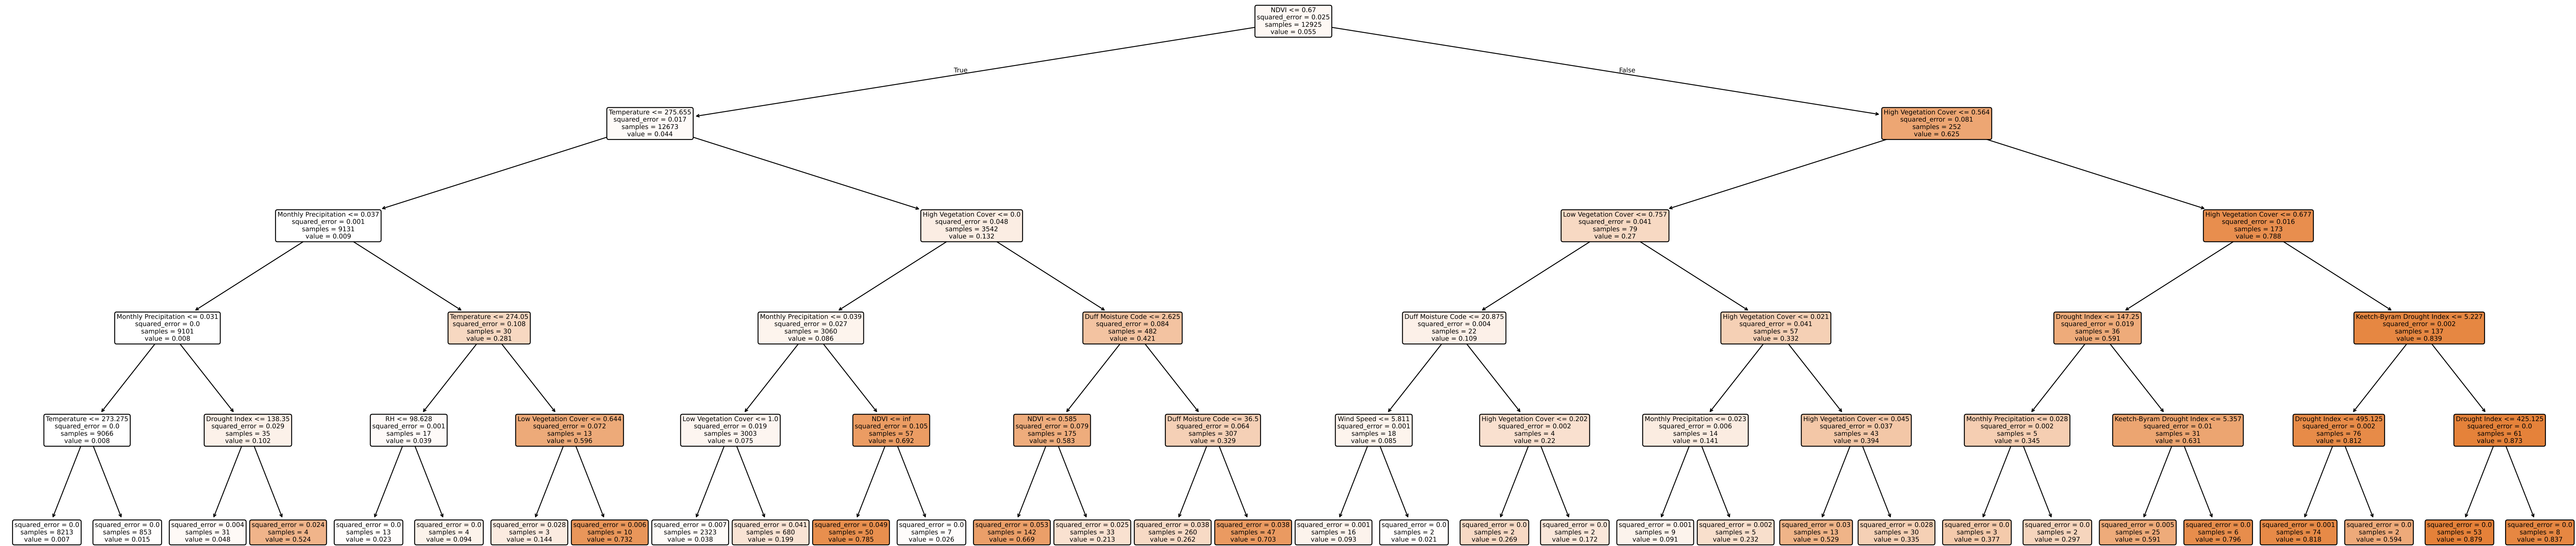 NDVI <= 0.67
squared_error = 0.025
samples = 12925
value = 0.055
True
False
Temperature <= 275.655
squared_error = 0.017
samples = 12673
value = 0.044
High Vegetation Cover <= 0.564
squared_error = 0.081
samples = 252
value = 0.625
Monthly Precipitation <= 0.037
squared_error = 0.001
samples = 9131
value = 0.009
High Vegetation Cover <= 0.0
squared_error = 0.048
samples = 3542
value = 0.132
Low Vegetation Cover <= 0.757
squared_error = 0.041
samples = 79
value = 0.27
High Vegetation Cover <= 0.677
squared_error = 0.016
samples = 173
value = 0.788
Monthly Precipitation <= 0.031
squared_error = 0.0
samples = 9101
value = 0.008
Temperature <= 274.05
squared_error = 0.108
samples = 30
value = 0.281
Monthly Precipitation <= 0.039
squared_error = 0.027
samples = 3060
value = 0.086
Duff Moisture Code <= 2.625
squared_error = 0.084
samples = 482
value = 0.421
Duff Moisture Code <= 20.875
squared_error = 0.004
samples = 22
value = 0.109
High Vegetation Cover <= 0.021
squared_error = 0.041
samples = 57
value = 0.332
Drought Index <= 147.25
squared_error = 0.019
samples = 36
value = 0.591
Keetch-Byram Drought Index <= 5.227
squared_error = 0.002
samples = 137
value = 0.839
Temperature <= 273.275
squared_error = 0.0
samples = 9066
value = 0.008
Drought Index <= 138.35
squared_error = 0.029
samples = 35
value = 0.102
RH <= 98.628
squared_error = 0.001
samples = 17
value = 0.039
Low Vegetation Cover <= 0.644
squared_error = 0.072
samples = 13
value = 0.596
Low Vegetation Cover <= 1.0
squared_error = 0.019
samples = 3003
value = 0.075
NDVI <= inf
squared_error = 0.105
samples = 57
value = 0.692
NDVI <= 0.585
squared_error = 0.079
samples = 175
value = 0.583
Duff Moisture Code <= 36.5
squared_error = 0.064
samples = 307
value = 0.329
Wind Speed <= 5.811
squared_error = 0.001
samples = 18
value = 0.085
High Vegetation Cover <= 0.202
squared_error = 0.002
samples = 4
value = 0.22
Monthly Precipitation <= 0.023
squared_error = 0.006
samples = 14
value = 0.141
High Vegetation Cover <= 0.045
squared_error = 0.037
samples = 43
value = 0.394
Monthly Precipitation <= 0.028
squared_error = 0.002
samples = 5
value = 0.345
Keetch-Byram Drought Index <= 5.357
squared_error = 0.01
samples = 31
value = 0.631
Drought Index <= 495.125
squared_error = 0.002
samples = 76
value = 0.812
Drought Index <= 425.125
squared_error = 0.0
samples = 61
value = 0.873
squared_error = 0.0
samples = 8213
value = 0.007
squared_error = 0.0
samples = 853
value = 0.015
squared_error = 0.004
samples = 31
value = 0.048
squared_error = 0.024
samples = 4
value = 0.524
squared_error = 0.0
samples = 13
value = 0.023
squared_error = 0.0
samples = 4
value = 0.094
squared_error = 0.028
samples = 3
value = 0.144
squared_error = 0.006
samples = 10
value = 0.732
squared_error = 0.007
samples = 2323
value = 0.038
squared_error = 0.041
samples = 680
value = 0.199
squared_error = 0.049
samples = 50
value = 0.785
squared_error = 0.0
samples = 7
value = 0.026
squared_error = 0.053
samples = 142
value = 0.669
squared_error = 0.025
samples = 33
value = 0.213
squared_error = 0.038
samples = 260
value = 0.262
squared_error = 0.038
samples = 47
value = 0.703
squared_error = 0.001
samples = 16
value = 0.093
squared_error = 0.0
samples = 2
value = 0.021
squared_error = 0.0
samples = 2
value = 0.269
squared_error = 0.0
samples = 2
value = 0.172
squared_error = 0.001
samples = 9
value = 0.091
squared_error = 0.002
samples = 5
value = 0.232
squared_error = 0.03
samples = 13
value = 0.529
squared_error = 0.028
samples = 30
value = 0.335
squared_error = 0.0
samples = 3
value = 0.377
squared_error = 0.0
samples = 2
value = 0.297
squared_error = 0.005
samples = 25
value = 0.591
squared_error = 0.0
samples = 6
value = 0.796
squared_error = 0.001
samples = 74
value = 0.818
squared_error = 0.0
samples = 2
value = 0.594
squared_error = 0.0
samples = 53
value = 0.879
squared_error = 0.0
samples = 8
value = 0.837